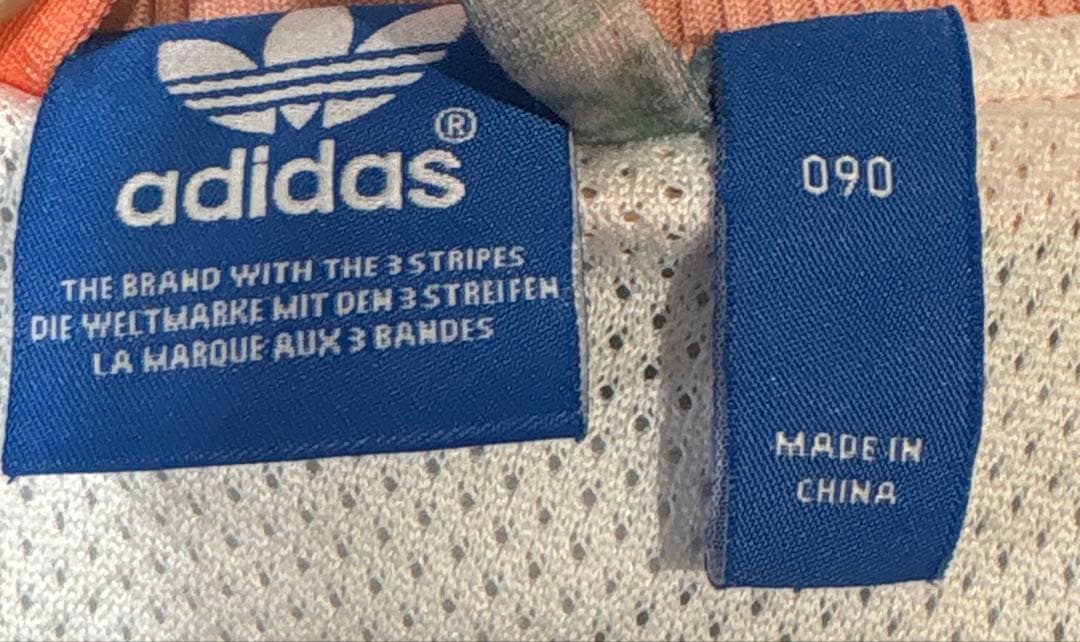 adidas®
THE BRAND WITH THE 3 STRIPES
DIE WELTMARKE MIT DEN 3 STREIFEN
LA MARQUE AUX 3 BANDES
090
MADE IN
CHINA